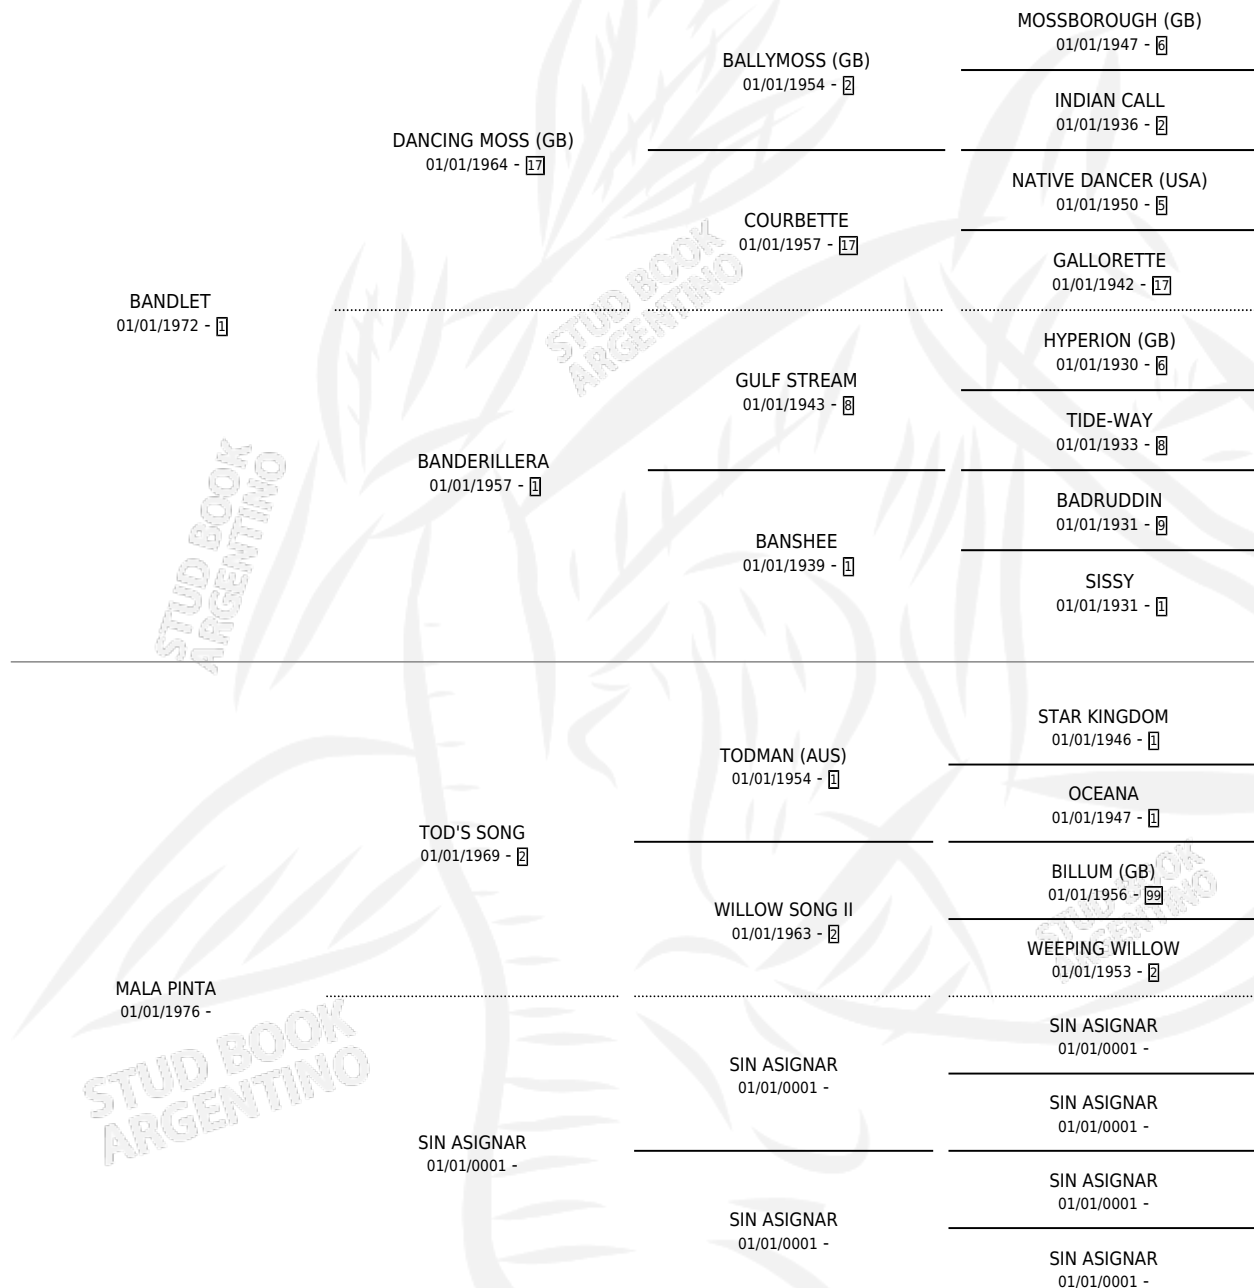 MOSSBOROUGH (GB)
01/01/1947 - 6
BALLYMOSS (GB)
01/01/1954 - 2
INDIAN CALL
01/01/1936 - 2
DANCING MOSS (GB)
01/01/1964 - 17
NATIVE DANCER (USA)
01/01/1950 - 5
COURBETTE
01/01/1957 - 17
GALLORETTE
01/01/1942 - 17
BANDLET
01/01/1972 - 1
HYPERION (GB)
01/01/1930 - 6
GULF STREAM
01/01/1943 - 8
TIDE-WAY
01/01/1933 - 8
BANDERILLERA
01/01/1957 - 1
BADRUDDIN
01/01/1931 - 9
BANSHEE
01/01/1939 - 1
SISSY
01/01/1931 - 1
STAR KINGDOM
01/01/1946 - 1
TODMAN (AUS)
01/01/1954 - 1
OCEANA
01/01/1947 - 1
TOD'S SONG
01/01/1969 - 2
BILLUM (GB)
01/01/1956 - 99
WILLOW SONG II
01/01/1963 - 2
WEEPING WILLOW
01/01/1953 - 2
MALA PINTA
01/01/1976 -
SIN ASIGNAR
01/01/0001 -
SIN ASIGNAR
01/01/0001 -
SIN ASIGNAR
01/01/0001 -
SIN ASIGNAR
01/01/0001 -
SIN ASIGNAR
01/01/0001 -
SIN ASIGNAR
01/01/0001 -
SIN ASIGNAR
01/01/0001 -
STUD BOOK
ARGENTINO
STUD BOOK
ARGENTINO
STUD BOOK
ARGENTINO
STUD BOOK
ARGENTINO